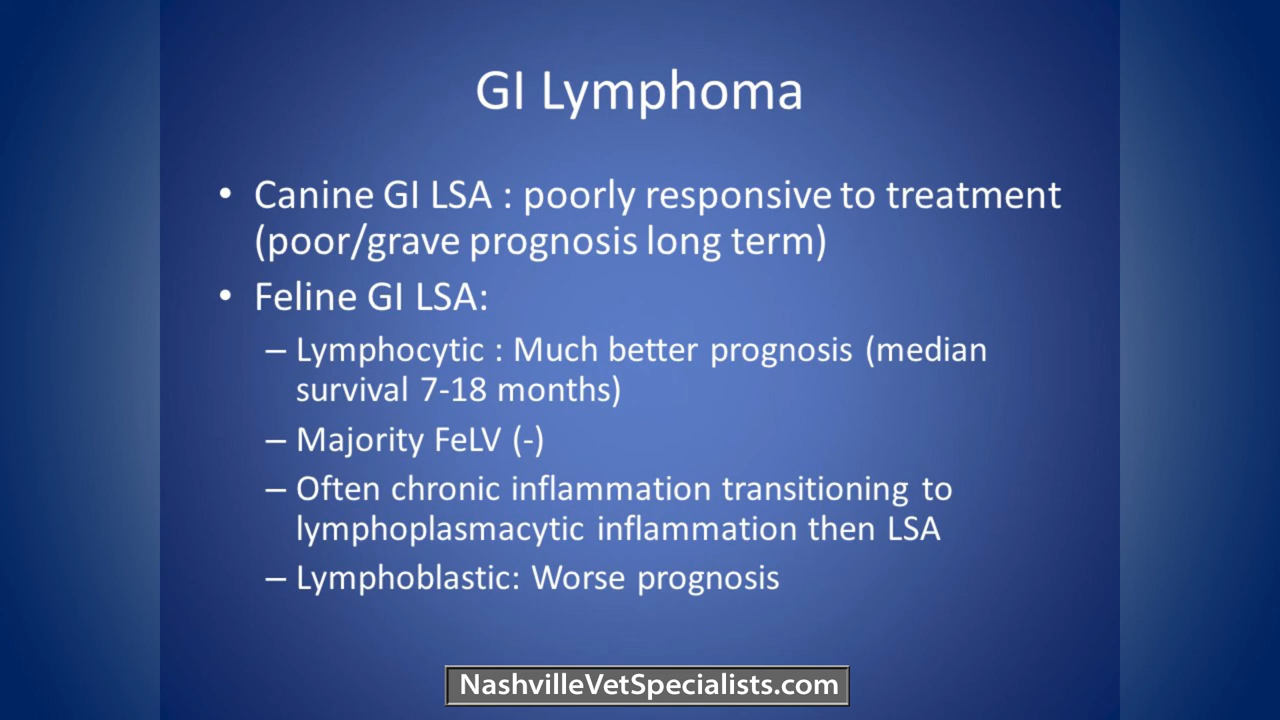 GI Lymphoma
• Canine GI LSA : poorly responsive to treatment
(poor/grave prognosis long term)
• Feline GI LSA:
– Lymphocytic : Much better prognosis (median
survival 7-18 months)
– Majority FeLV (-)
– Often chronic inflammation transitioning to
lymphoplasmacytic inflammation then LSA
– Lymphoblastic: Worse prognosis
NashvilleVetSpecialists.com